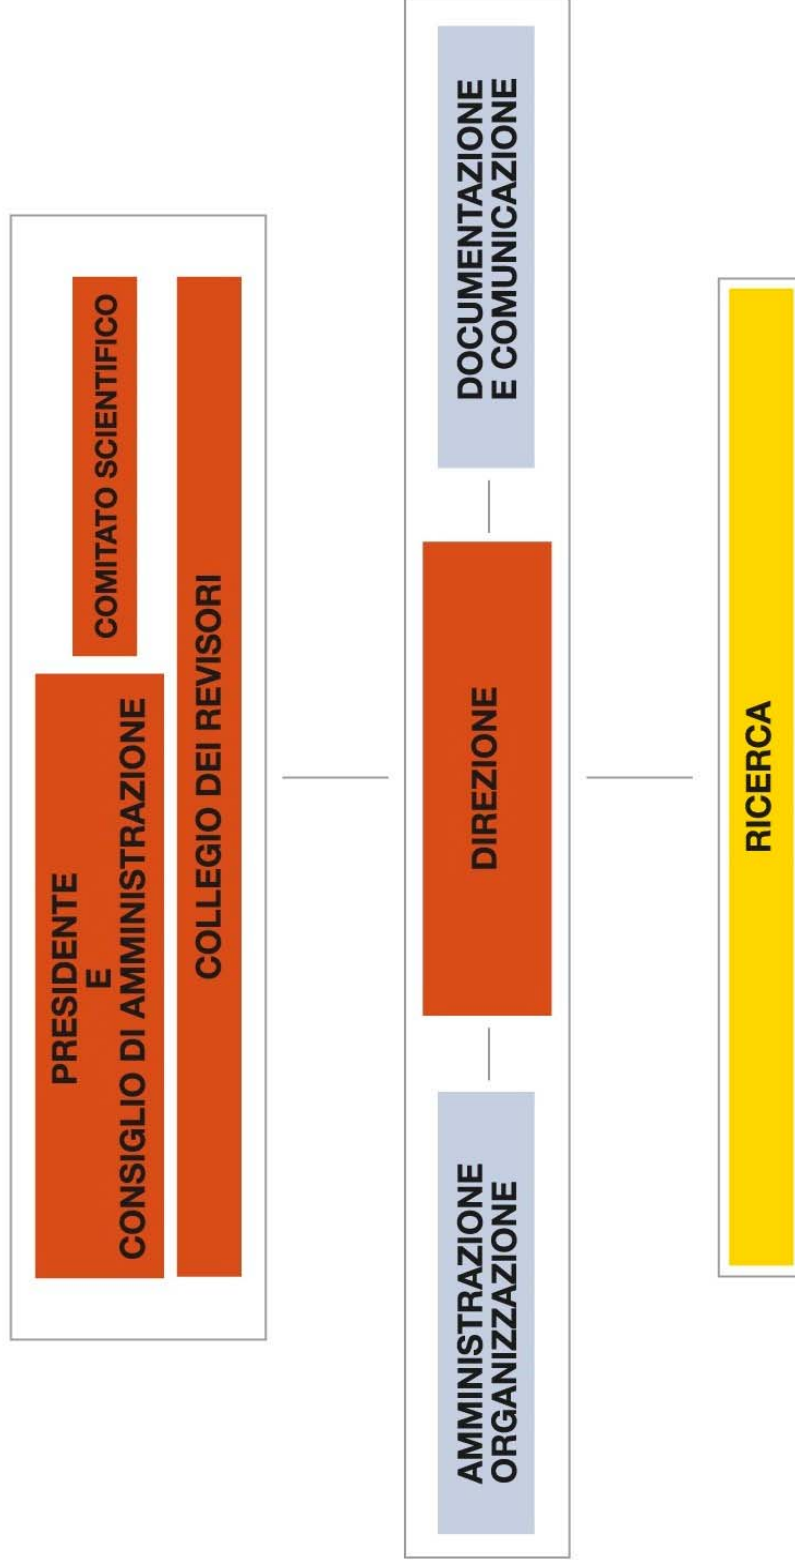 PRESIDENTE
E
CONSIGLIO DI AMMINISTRAZIONE
COMITATO SCIENTIFICO
COLLEGIO DEI REVISORI
AMMINISTRAZIONE
ORGANIZZAZIONE
DIREZIONE
DOCUMENTAZIONE
E COMUNICAZIONE
RICERCA